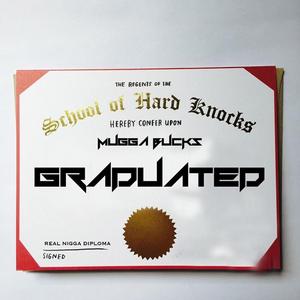 THE REGENTS OF THE
School of Hard Knocks
HEREBY CONFER UPON
MUGGA BUCKS
GRADUATED
REAL NIGGA DIPLOMA
SIGNED